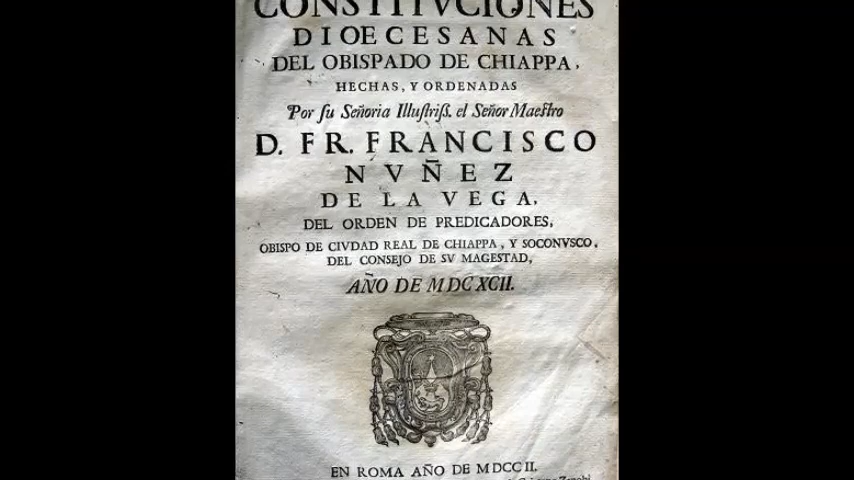 CONSTITVCIONES
DIOECESANAS
DEL OBISPADO DE CHIAPPA,
HECHAS, Y ORDENADAS
Por ſu Señoria Illuſtriſs. el Señor Maeſtro
D. FR. FRANCISCO
NVÑEZ
DE LA VEGA,
DEL ORDEN DE PREDICADORES,
OBISPO DE CIVDAD REAL DE CHIAPPA, Y SOCONVSCO,
DEL CONSEJO DE SV MAGESTAD,
AÑO DE MDCXCII.
EN ROMA AÑO DE MDCCII.